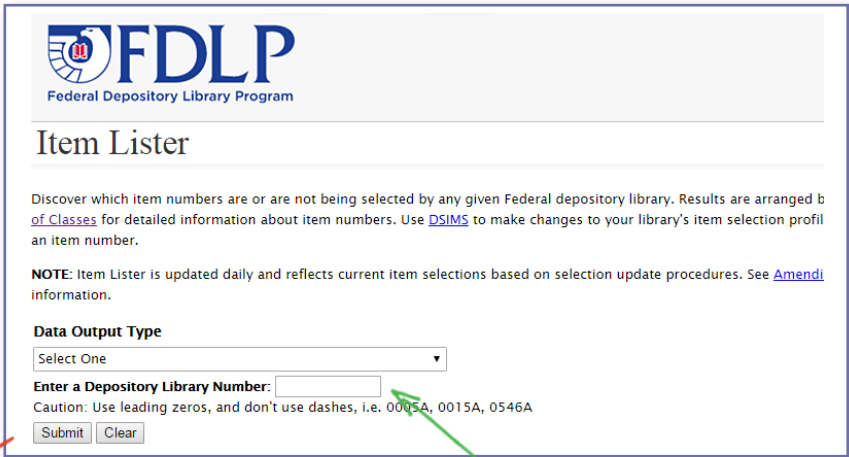 FDLP
Federal Depository Library Program
Item Lister
Discover which item numbers are or are not being selected by any given Federal depository library. Results are arranged b
of Classes for detailed information about item numbers. Use DSIMS to make changes to your library's item selection profil
an item number.
NOTE: Item Lister is updated daily and reflects current item selections based on selection update procedures. See Amendi
information.
Data Output Type
Select One
Enter a Depository Library Number:
Caution: Use leading zeros, and don't use dashes, i.e. 0005A, 0015A, 0546A
Submit Clear